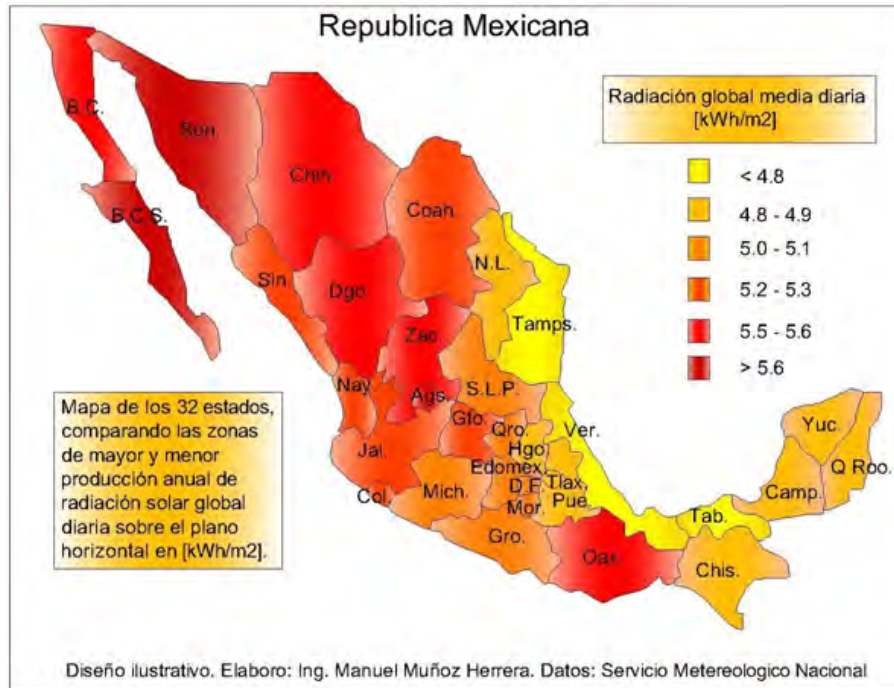 Republica Mexicana
Radiación global media diaria
[kWh/m2]
< 4.8
4.8 - 4.9
5.0 - 5.1
5.2 - 5.3
5.5 - 5.6
> 5.6
B.C.
Son.
Chih.
Coah.
B.C.S.
N.L.
Sin.
Dgo.
Tamps.
Zac.
Nay.
Ags.
S.L.P.
Gto.
Qro.
Ver.
Hgo.
Jal.
Edomex.
Tlax.
D.F.
Col.
Mich.
Mor.
Pue.
Gro.
Oax.
Yuc.
Q Roo.
Camp.
Tab.
Chis.
Mapa de los 32 estados,
comparando las zonas
de mayor y menor
producción anual de
radiación solar global
diaria sobre el plano
horizontal en [kWh/m2].
Diseño ilustrativo. Elaboro: Ing. Manuel Muñoz Herrera. Datos: Servicio Metereologico Nacional